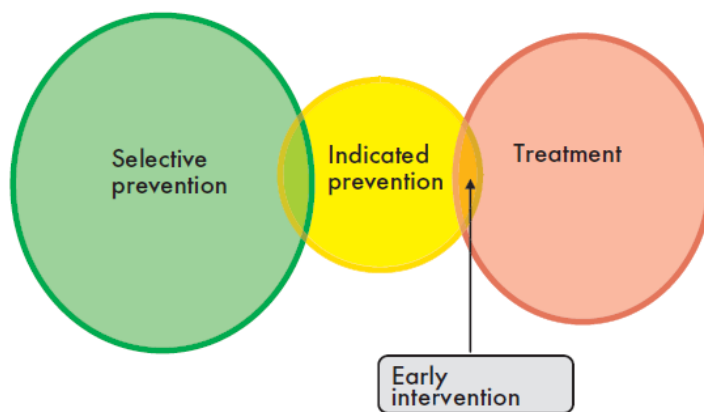 Selective
prevention
Indicated
prevention
Treatment
Early
intervention